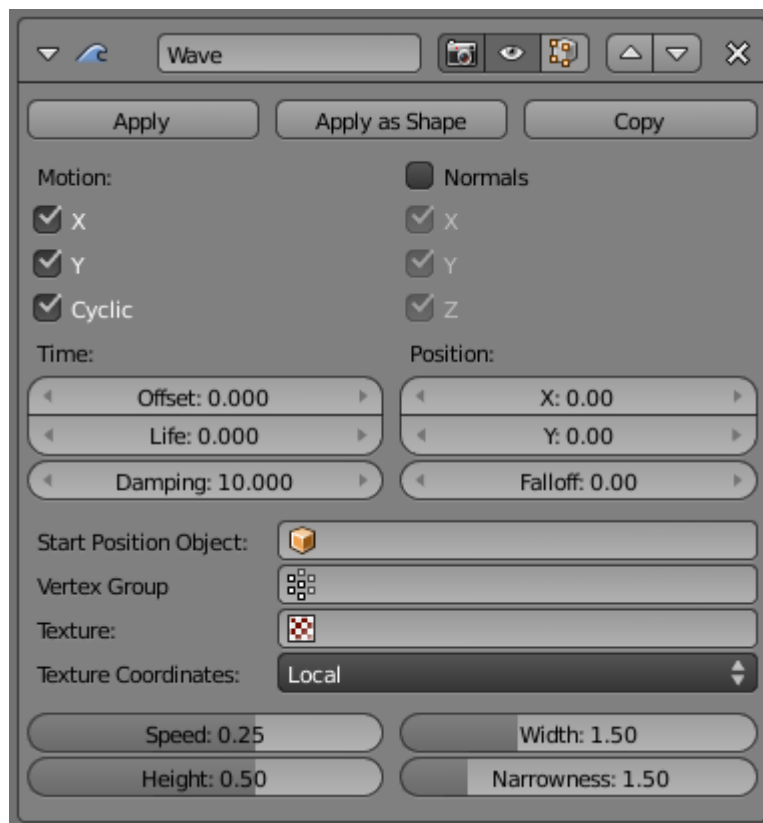 Wave
Apply Apply as Shape Copy
Motion: Normals
X X
Y Y
Cyclic Z
Time: Position:
Offset: 0.000 X: 0.00
Life: 0.000 Y: 0.00
Damping: 10.000 Falloff: 0.00
Start Position Object:
Vertex Group
Texture:
Texture Coordinates: Local
Speed: 0.25 Width: 1.50
Height: 0.50 Narrowness: 1.50